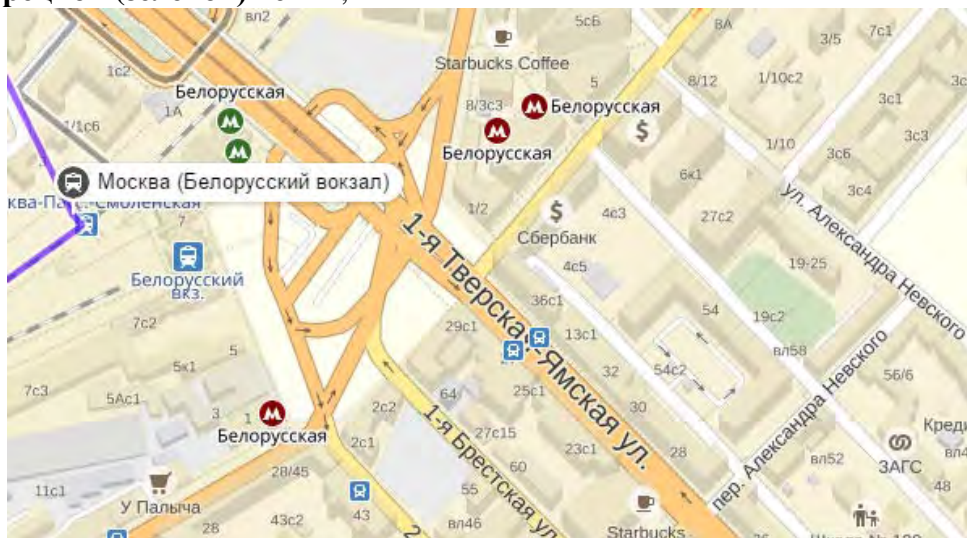 вл2
5с6
8А
3/5
7с1
1с2
Starbucks Coffee
Белорусская
1А
8/3с3
5
Белорусская
8/12
1/10с2
3с1
1/1с6
Белорусская
1/10
3с6
3с3
Москва (Белорусский вокзал)
6к1
3с4
ул. Александра Невского
Смоленская
7
1/2
4с3
27с2
Сбербанк
Белорусский
вкз.
4с5
19-25
1-я Тверская-Ямская ул.
36с1
54
19с2
7с2
29с1
13с1
вл58
5
5к1
32
54с2
56/6
7с3
5Ас1
64
25с1
30
3
1
2с2
1-я Брестская ул.
пер. Александра Невского
Белорусская
2с1
27с15
23с1
28
вл52
ЗАГС
28/45
60
48
11с1
У Палыча
55
28
43с2
43
вл46
Starbucks